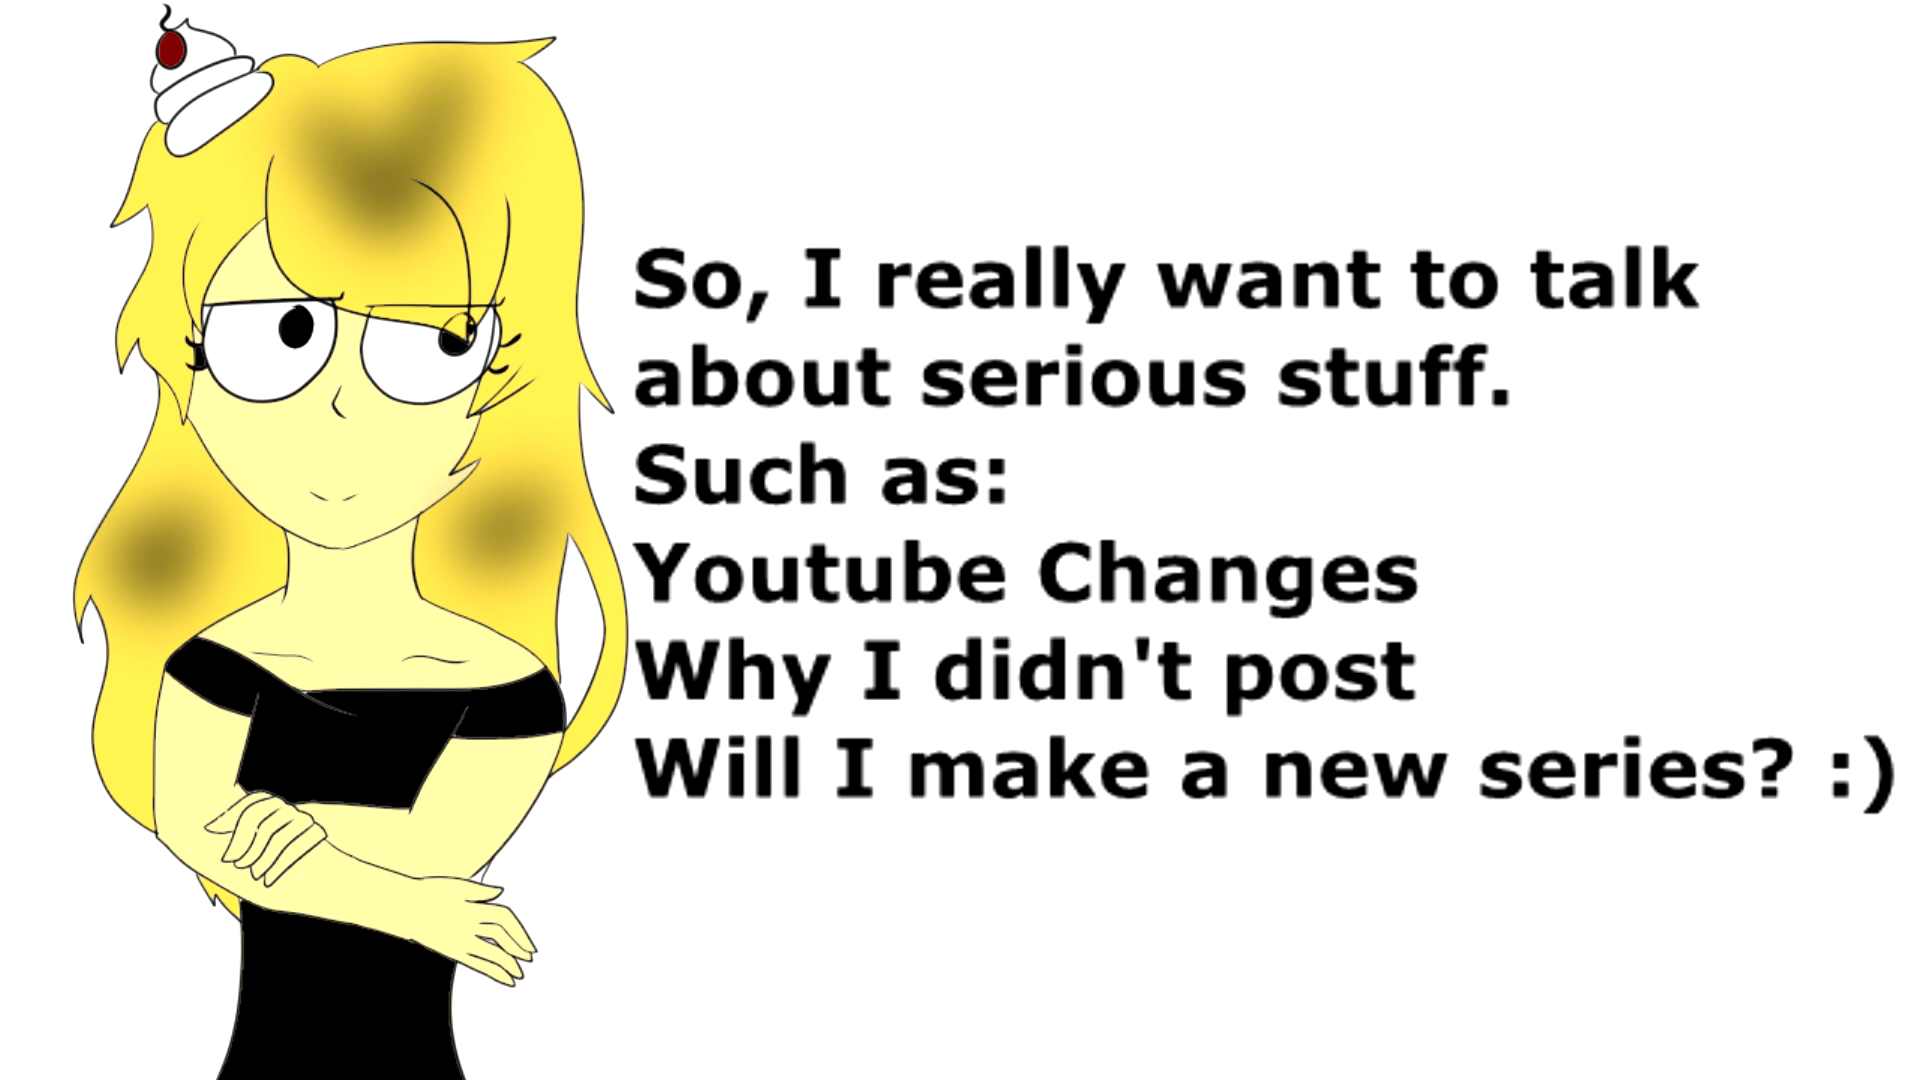 So, I really want to talk
about serious stuff.
Such as:
Youtube Changes
Why I didn't post
Will I make a new series? :)